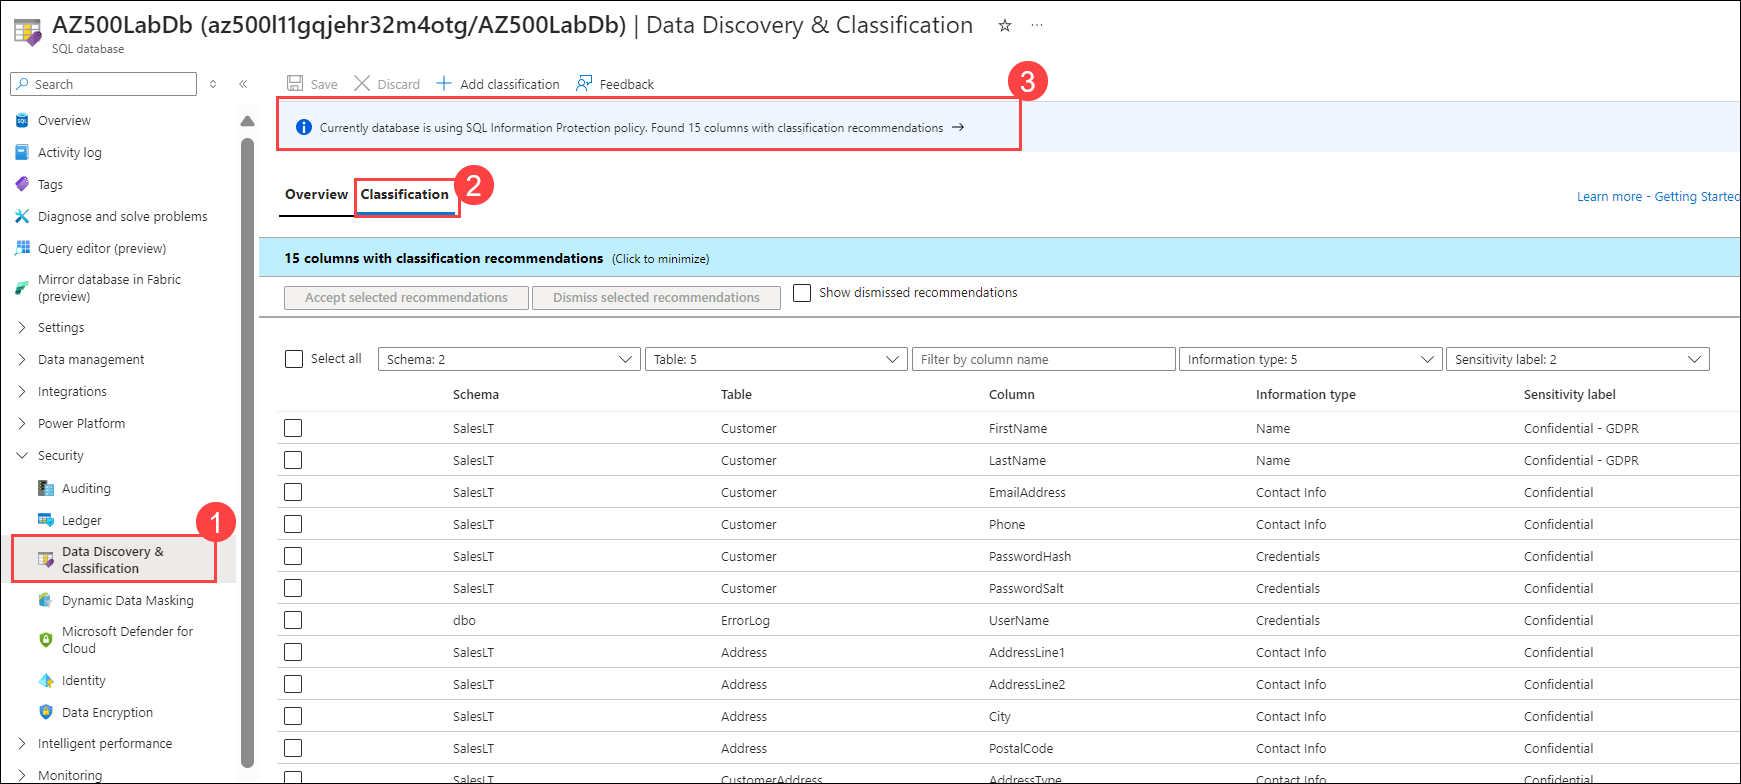 AZ500LabDb (az500l11gqjehr32m4otg/AZ500LabDb) | Data Discovery & Classification
SQL database
Search
Save Discard Add classification Feedback
3
Currently database is using SQL Information Protection policy. Found 15 columns with classification recommendations →
Overview
Activity log
Tags
Diagnose and solve problems
Query editor (preview)
Mirror database in Fabric
(preview)
Settings
Data management
Integrations
Power Platform
Security
Auditing
Ledger
1
Data Discovery &
Classification
Dynamic Data Masking
Microsoft Defender for
Cloud
Identity
Data Encryption
Intelligent performance
Monitoring
Overview Classification
2
Learn more - Getting Started
15 columns with classification recommendations (Click to minimize)
Accept selected recommendations Dismiss selected recommendations Show dismissed recommendations
Select all Schema: 2 Table: 5 Filter by column name Information type: 5 Sensitivity label: 2
Schema Table Column Information type Sensitivity label
SalesLT Customer FirstName Name Confidential - GDPR
SalesLT Customer LastName Name Confidential - GDPR
SalesLT Customer EmailAddress Contact Info Confidential
SalesLT Customer Phone Contact Info Confidential
SalesLT Customer PasswordHash Credentials Confidential
SalesLT Customer PasswordSalt Credentials Confidential
dbo ErrorLog UserName Credentials Confidential
SalesLT Address AddressLine1 Contact Info Confidential
SalesLT Address AddressLine2 Contact Info Confidential
SalesLT Address City Contact Info Confidential
SalesLT Address PostalCode Contact Info Confidential
SalesLT CustomerAddress AddressType Contact Info Confidential